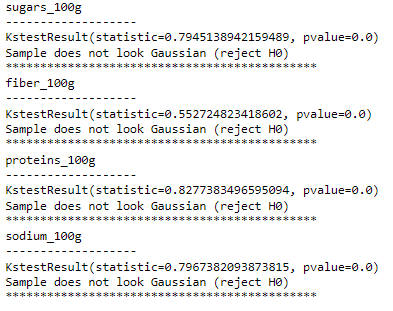 sugars_100g
-------------------
KstestResult(statistic=0.7945138942159489, pvalue=0.0)
Sample does not look Gaussian (reject H0)
*********************************************
fiber_100g
-------------------
KstestResult(statistic=0.552724823418602, pvalue=0.0)
Sample does not look Gaussian (reject H0)
*********************************************
proteins_100g
-------------------
KstestResult(statistic=0.8277383496595094, pvalue=0.0)
Sample does not look Gaussian (reject H0)
*********************************************
sodium_100g
-------------------
KstestResult(statistic=0.7967382093873815, pvalue=0.0)
Sample does not look Gaussian (reject H0)
*********************************************